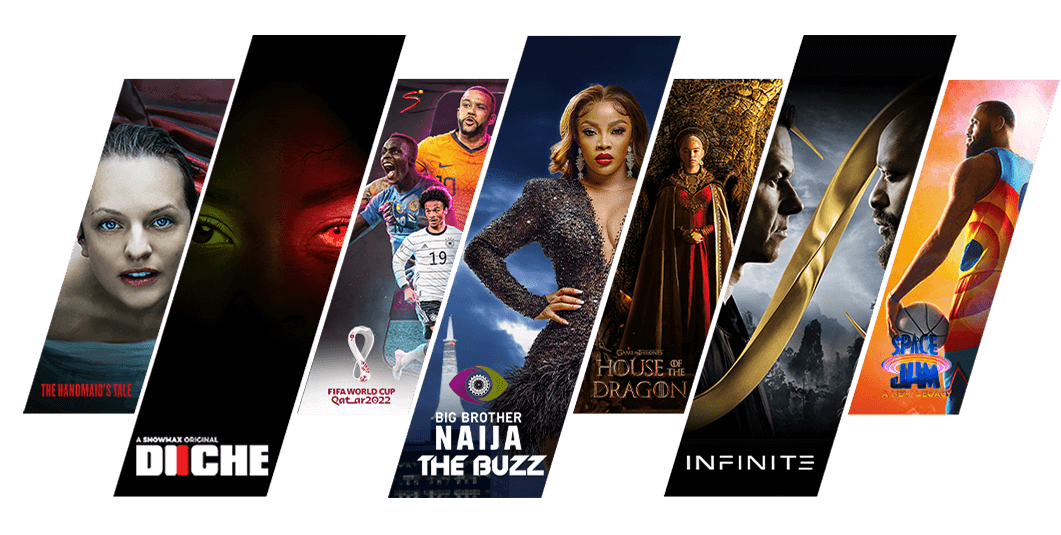 THE HANDMAID'S TALE
A SHOWMAX ORIGINAL
DIICHE
19
FIFA WORLD CUP
Qatar2022
BIG BROTHER
NAIJA
THE BUZZ
GAME OF THRONES
HOUSE OF
THE
DRAGON
INFINITE
SPACE
JAM
A NEW LEGACY